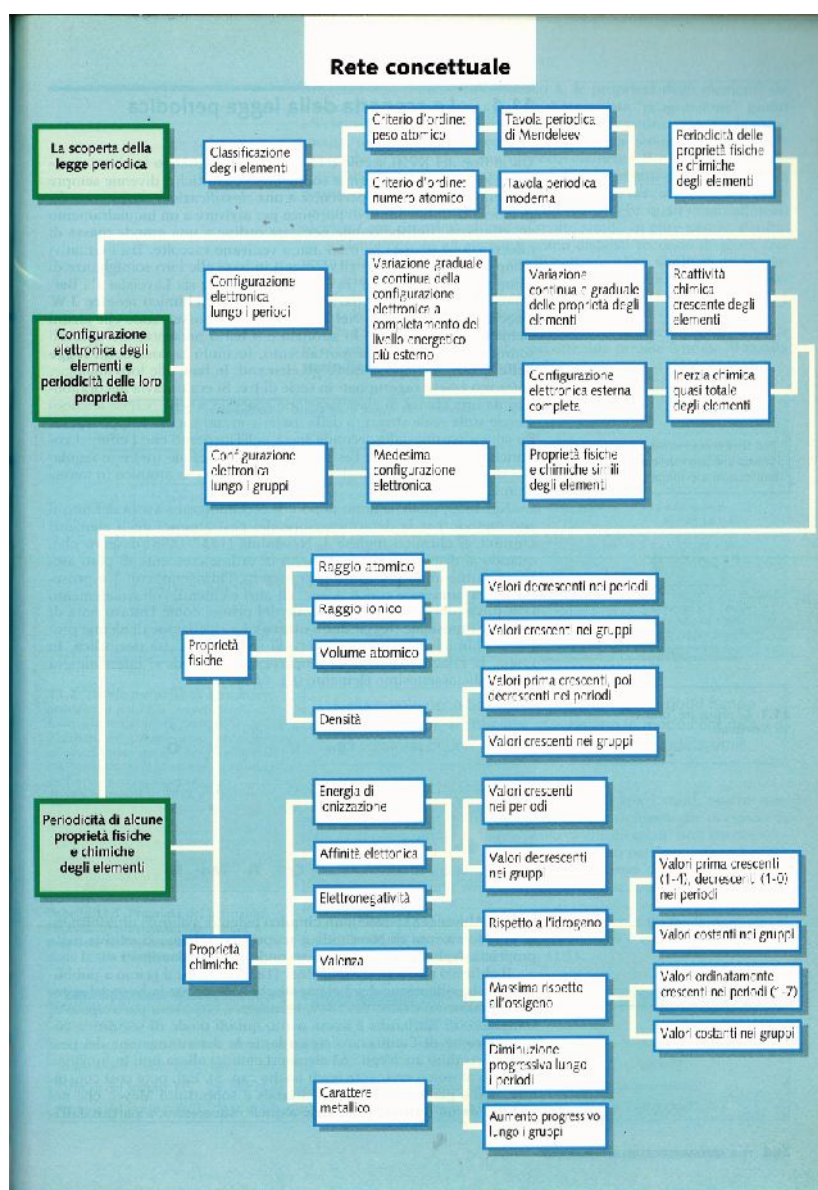 Rete concettuale
La scoperta della
legge periodica
Classificazione
degli elementi
Criterio d'ordine:
peso atomico
Tavola periodica
di Mendeleev
Criterio d'ordine:
numero atomico
Tavola periodica
moderna
Periodicità delle
proprietà fisiche
e chimiche
degli elementi
Configurazione
elettronica degli
elementi e
periodicità delle loro
proprietà
Configurazione
elettronica
lungo i periodi
Variazione graduale
e continua della
configurazione
elettronica a
completamento del
livello energetico
più esterno
Variazione
continua e graduale
delle proprietà degli
elementi
Reattività
chimica
crescente degli
elementi
Configurazione
elettronica esterna
completa
Inerzia chimica
quasi totale
degli elementi
Configurazione
elettronica
lungo i gruppi
Medesima
configurazione
elettronica
Proprietà fisiche
e chimiche simili
degli elementi
Periodicità di alcune
proprietà fisiche
e chimiche
degli elementi
Proprietà
fisiche
Raggio atomico
Raggio ionico
Volume atomico
Valori decrescenti nei periodi
Valori crescenti nei gruppi
Densità
Valori prima crescenti, poi
decrescenti nei periodi
Valori crescenti nei gruppi
Proprietà
chimiche
Energia di
ionizzazione
Affinità elettonica
Elettronegatività
Valori crescenti
nei periodi
Valori decrescenti
nei gruppi
Valenza
Rispetto all'idrogeno
Valori prima crescenti
(1-4), decrescenti (1-0)
nei periodi
Valori costanti nei gruppi
Massima rispetto
all'ossigeno
Valori ordinatamente
crescenti nei periodi (1-7)
Valori costanti nei gruppi
Carattere
metallico
Diminuzione
progressiva lungo
i periodi
Aumento progressivo
lungo i gruppi